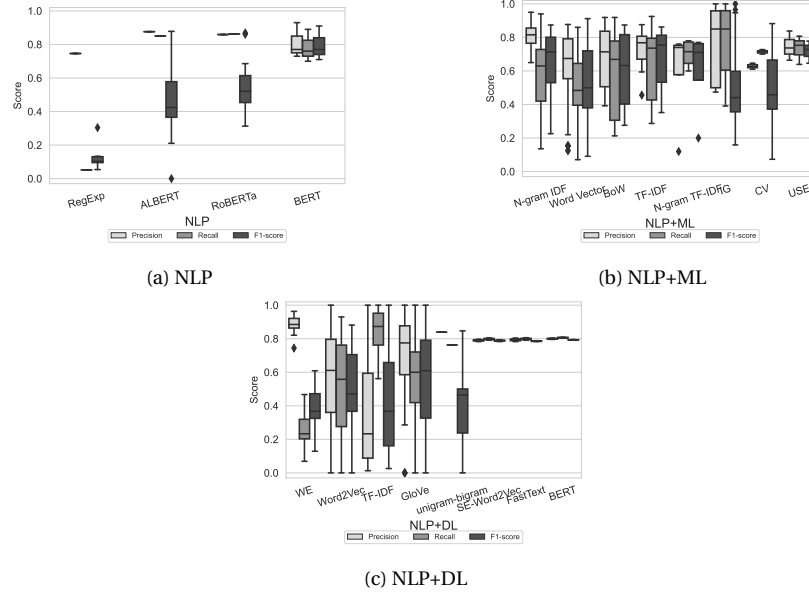 1.0
0.8
0.6
0.4
0.2
0.0
Score
RegExp
ALBERT
RoBERTa
BERT
NLP
Precision Recall F1-score
(a) NLP
1.0
0.8
0.6
0.4
0.2
0.0
Score
N-gram IDF
Word Vector
BoW
TF-IDF
N-gram TF-IDF
IG
CV
USE
NLP+ML
Precision Recall F1-score
(b) NLP+ML
1.0
0.8
0.6
0.4
0.2
0.0
Score
WE
Word2Vec
TF-IDF
GloVe
unigram-bigram
SE-Word2Vec
FastText
BERT
NLP+DL
Precision Recall F1-score
(c) NLP+DL